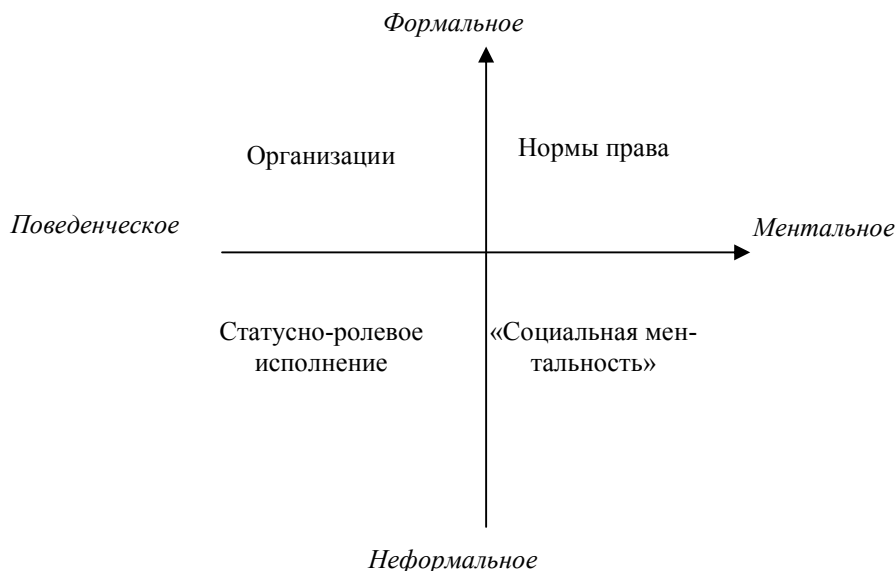 Формальное
Организации
Нормы права
Поведенческое
Ментальное
Статусно-ролевое
исполнение
«Социальная мен-
тальность»
Неформальное